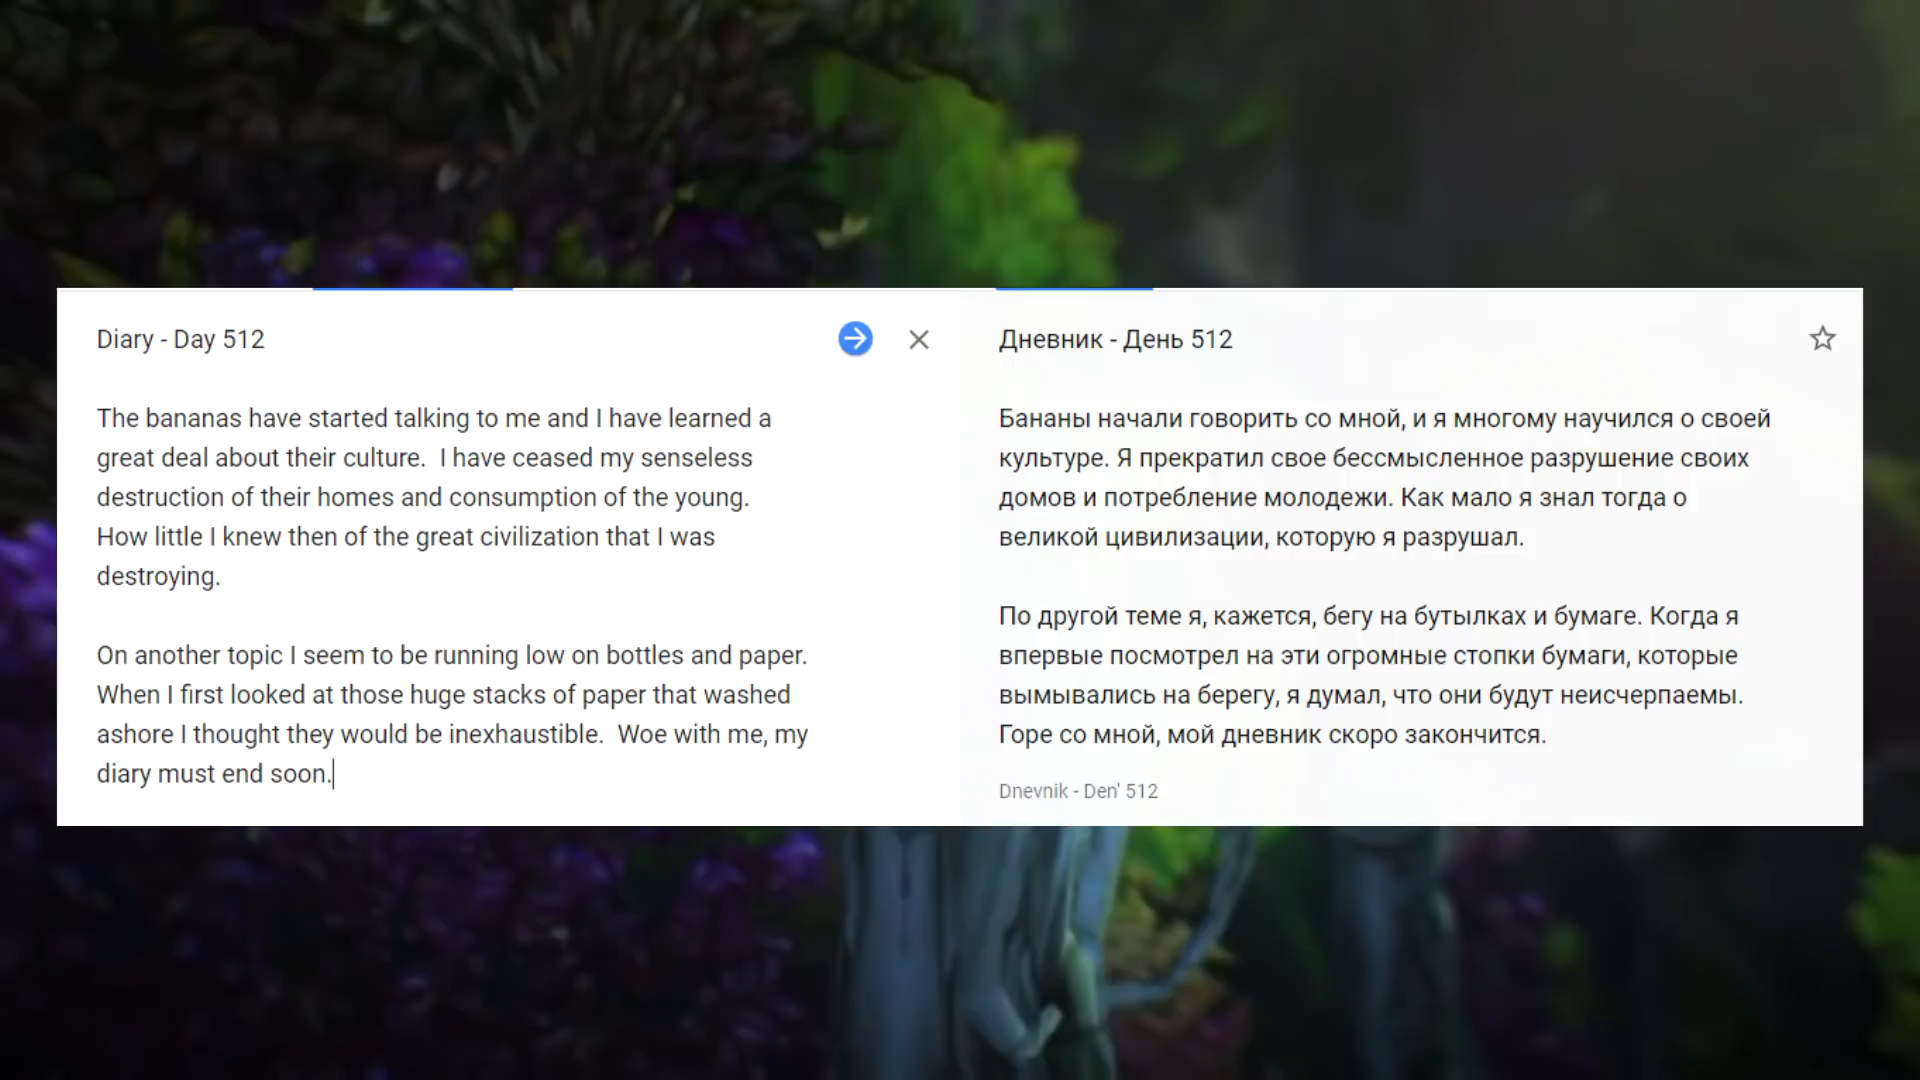 Diary - Day 512
The bananas have started talking to me and I have learned a
great deal about their culture.  I have ceased my senseless
destruction of their homes and consumption of the young.
How little I knew then of the great civilization that I was
destroying.
On another topic I seem to be running low on bottles and paper.
When I first looked at those huge stacks of paper that washed
ashore I thought they would be inexhaustible.  Woe with me, my
diary must end soon.
Дневник - День 512
Бананы начали говорить со мной, и я многому научился о своей
культуре. Я прекратил свое бессмысленное разрушение своих
домов и потребление молодежи. Как мало я знал тогда о
великой цивилизации, которую я разрушал.
По другой теме я, кажется, бегу на бутылках и бумаге. Когда я
впервые посмотрел на эти огромные стопки бумаги, которые
вымывались на берегу, я думал, что они будут неисчерпаемы.
Горе со мной, мой дневник скоро закончится.
Dnevnik - Den' 512